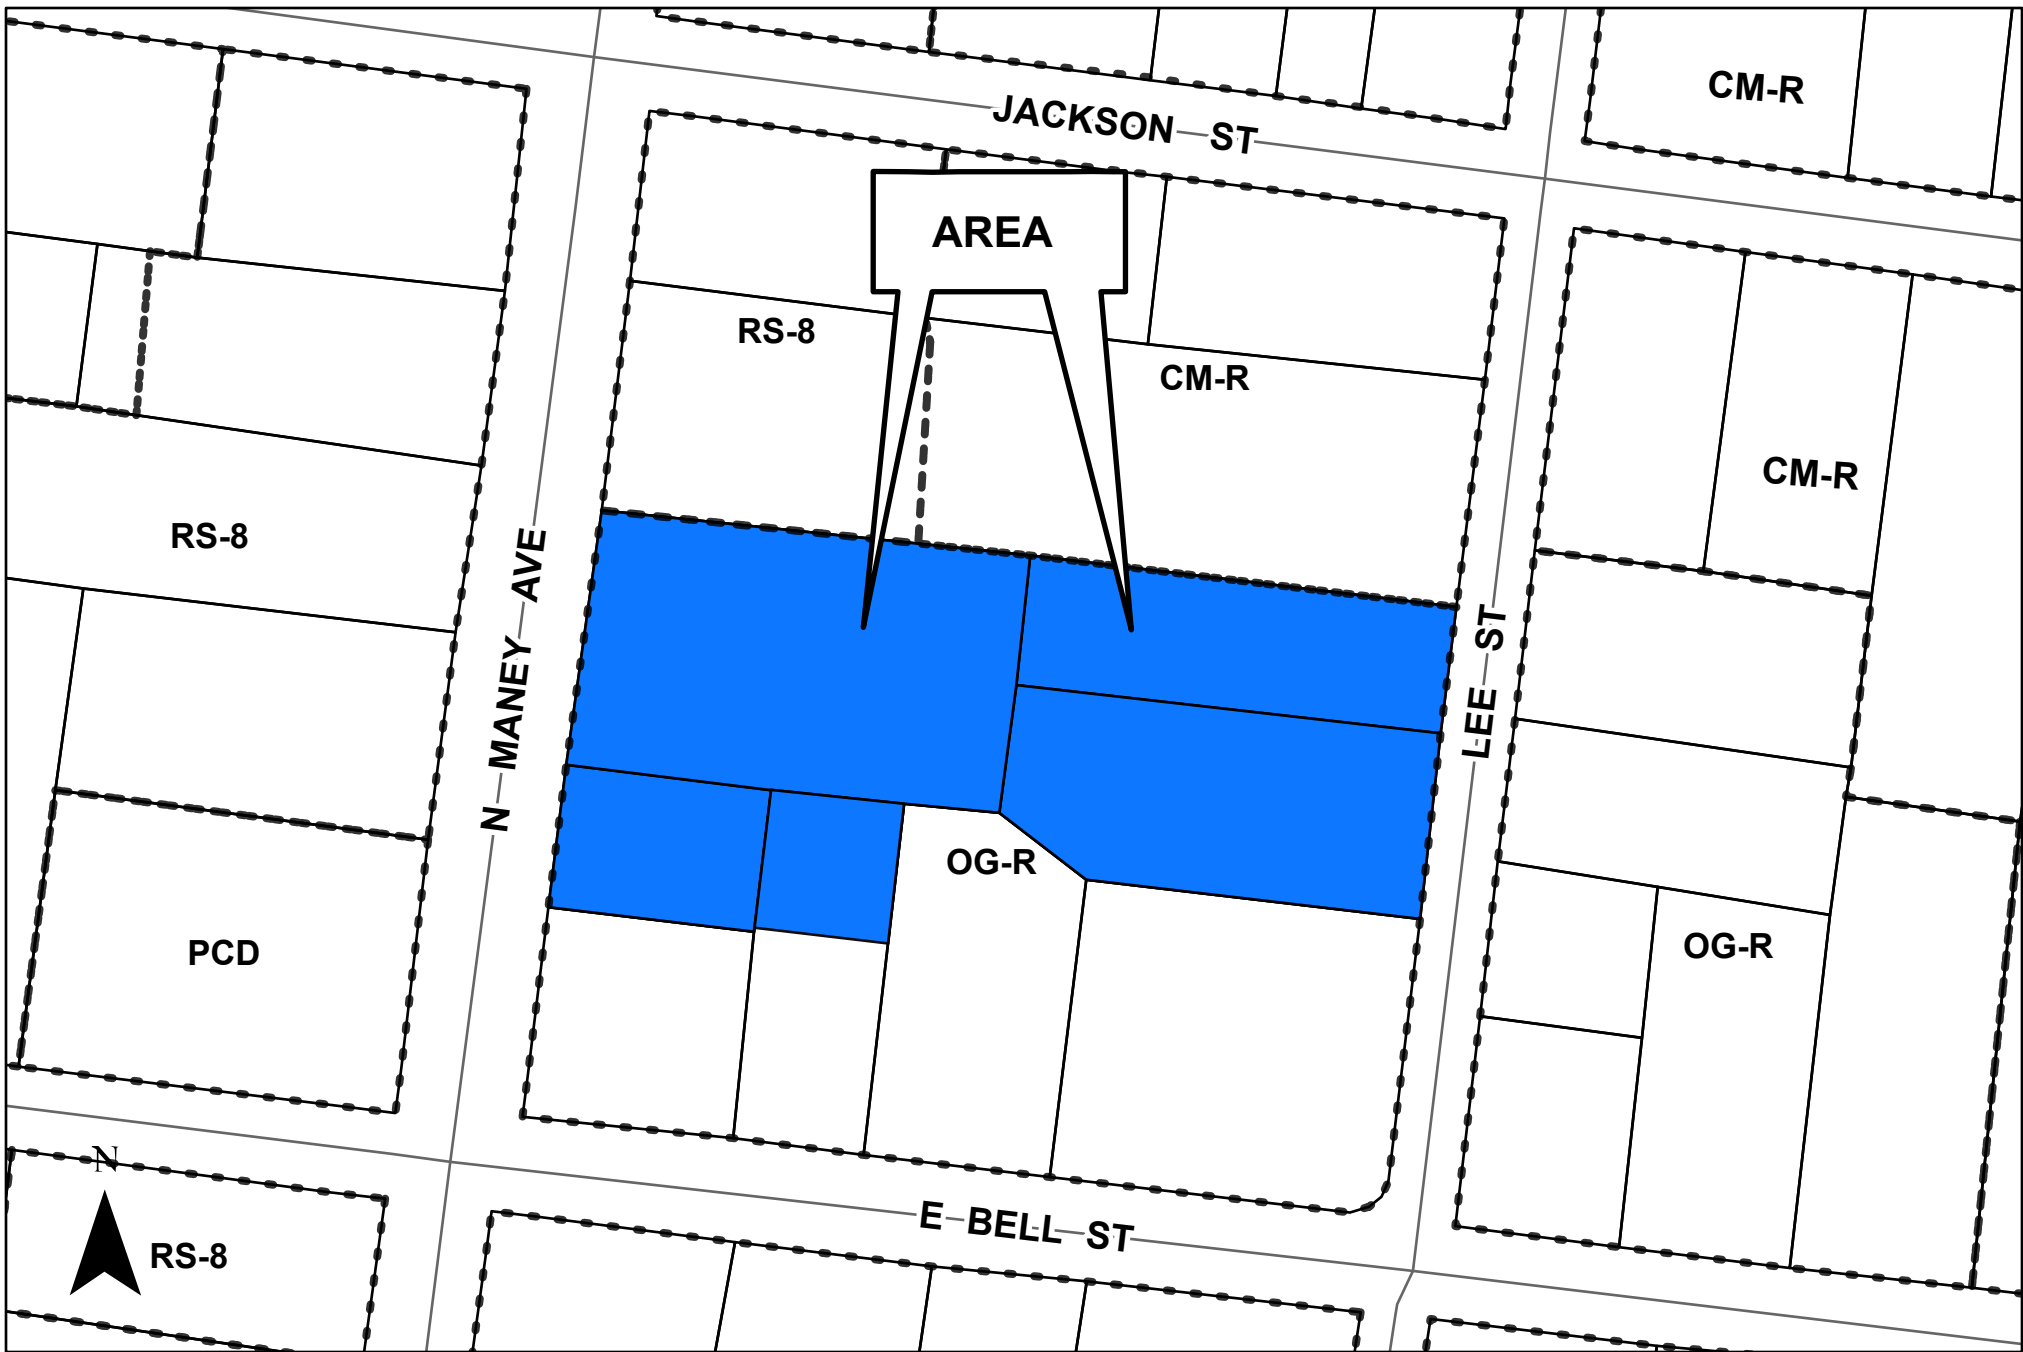 CM-R
JACKSON ST
AREA
RS-8
CM-R
CM-R
RS-8
N MANEY AVE
LEE ST
OG-R
OG-R
PCD
N
E BELL ST
RS-8